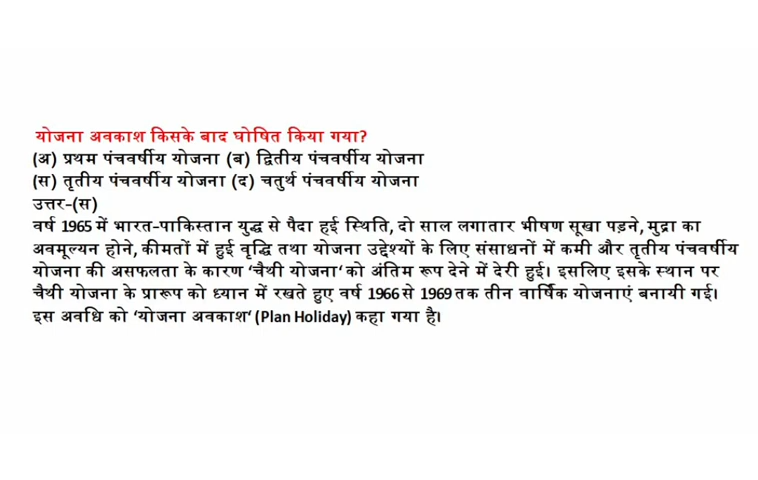 योजना अवकाश किसके बाद घोषित किया गया?
(अ) प्रथम पंचवर्षीय योजना (ब) द्वितीय पंचवर्षीय योजना
(स) तृतीय पंचवर्षीय योजना (द) चतुर्थ पंचवर्षीय योजना
उत्तर-(स)
वर्ष 1965 में भारत-पाकिस्तान युद्ध से पैदा हई स्थिति, दो साल लगातार भीषण सूखा पड़ने, मुद्रा का
अवमूल्यन होने, कीमतों में हुई वृद्धि तथा योजना उद्देश्यों के लिए संसाधनों में कमी और तृतीय पंचवर्षीय
योजना की असफलता के कारण ‘चैथी योजना‘ को अंतिम रूप देने में देरी हुई। इसलिए इसके स्थान पर
चैथी योजना के प्रारूप को ध्यान में रखते हुए वर्ष 1966 से 1969 तक तीन वार्षिक योजनाएं बनायी गई।
इस अवधि को ‘योजना अवकाश‘ (Plan Holiday) कहा गया है।